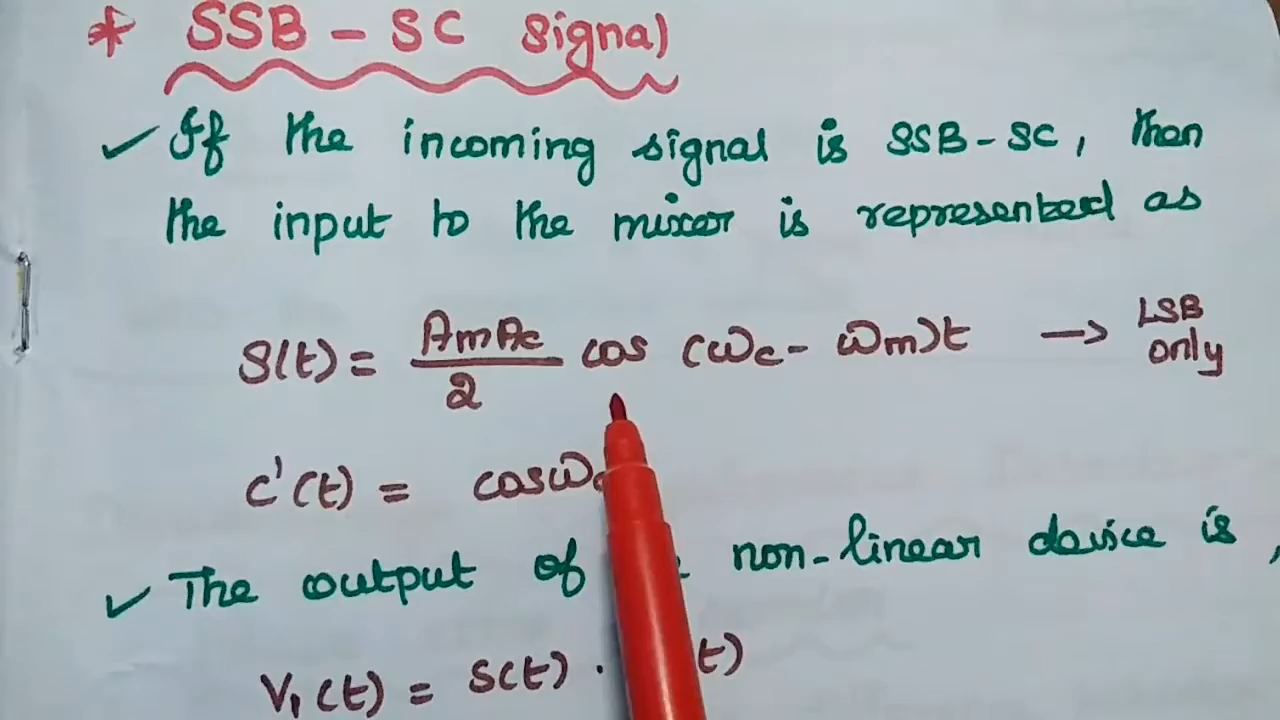 * SSB - SC Signal
✓ If the incoming signal is SSB-SC, then
the input to the mixer is represented as
S(t) = AmAc/2 cos (ωc - ωm)t → LSB only
c'(t) = cosωc
✓ The output of non-linear device is,
V1(t) = S(t) . t)